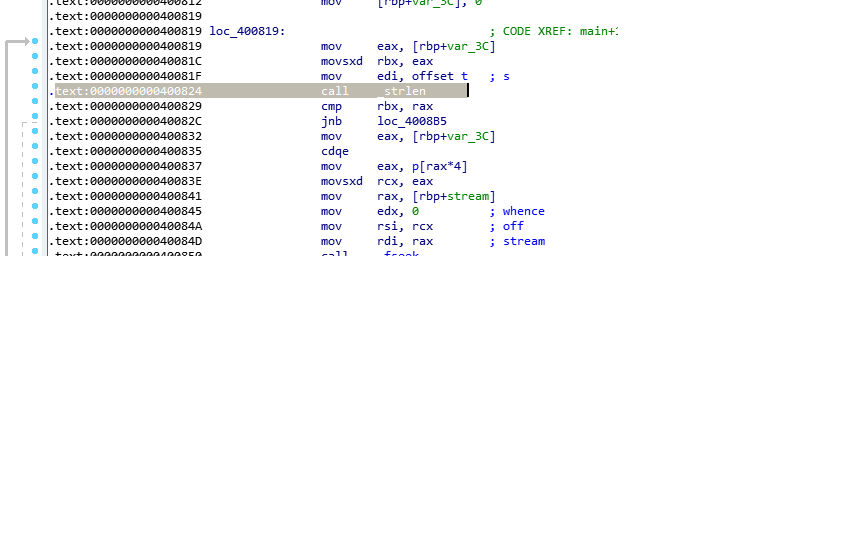 .text:0000000000400812 mov [rbp+var_3C], 0
.text:0000000000400819
.text:0000000000400819 loc_400819: ; CODE XREF: main+
.text:0000000000400819 mov eax, [rbp+var_3C]
.text:000000000040081C movsxd rbx, eax
.text:000000000040081F mov edi, offset t ; s
.text:0000000000400824 call _strlen
.text:0000000000400829 cmp rbx, rax
.text:000000000040082C jnb loc_4008B5
.text:0000000000400832 mov eax, [rbp+var_3C]
.text:0000000000400835 cdqe
.text:0000000000400837 mov eax, p[rax*4]
.text:000000000040083E movsxd rcx, eax
.text:0000000000400841 mov rax, [rbp+stream]
.text:0000000000400845 mov edx, 0 ; whence
.text:000000000040084A mov rsi, rcx ; off
.text:000000000040084D mov rdi, rax ; stream
.text:0000000000400850 call _fseek